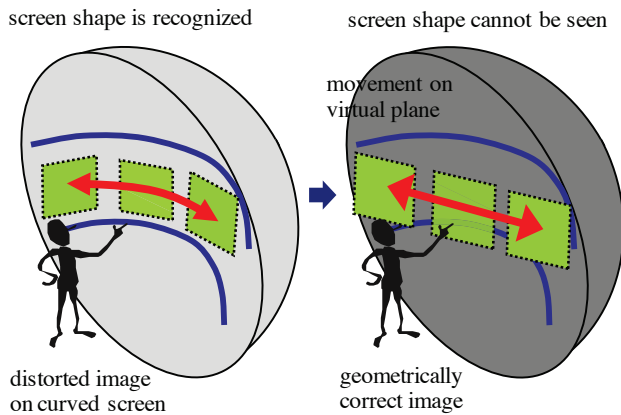 screen shape is recognized
screen shape cannot be seen
movement on
virtual plane
distorted image
on curved screen
geometrically
correct image